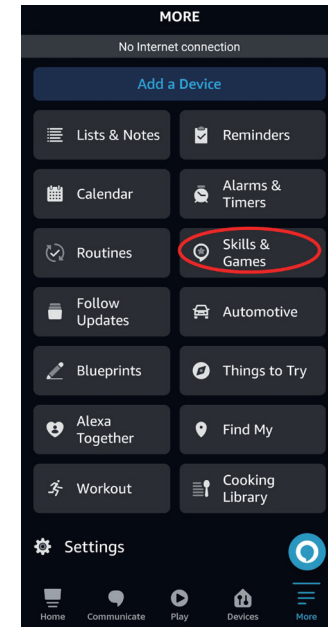 MORE
No Internet connection
Add a Device
Lists & Notes
Reminders
Calendar
Alarms &
Timers
Routines
Skills &
Games
Follow
Updates
Automotive
Blueprints
Things to Try
Alexa
Together
Find My
Workout
Cooking
Library
Settings
Home Communicate Play Devices More